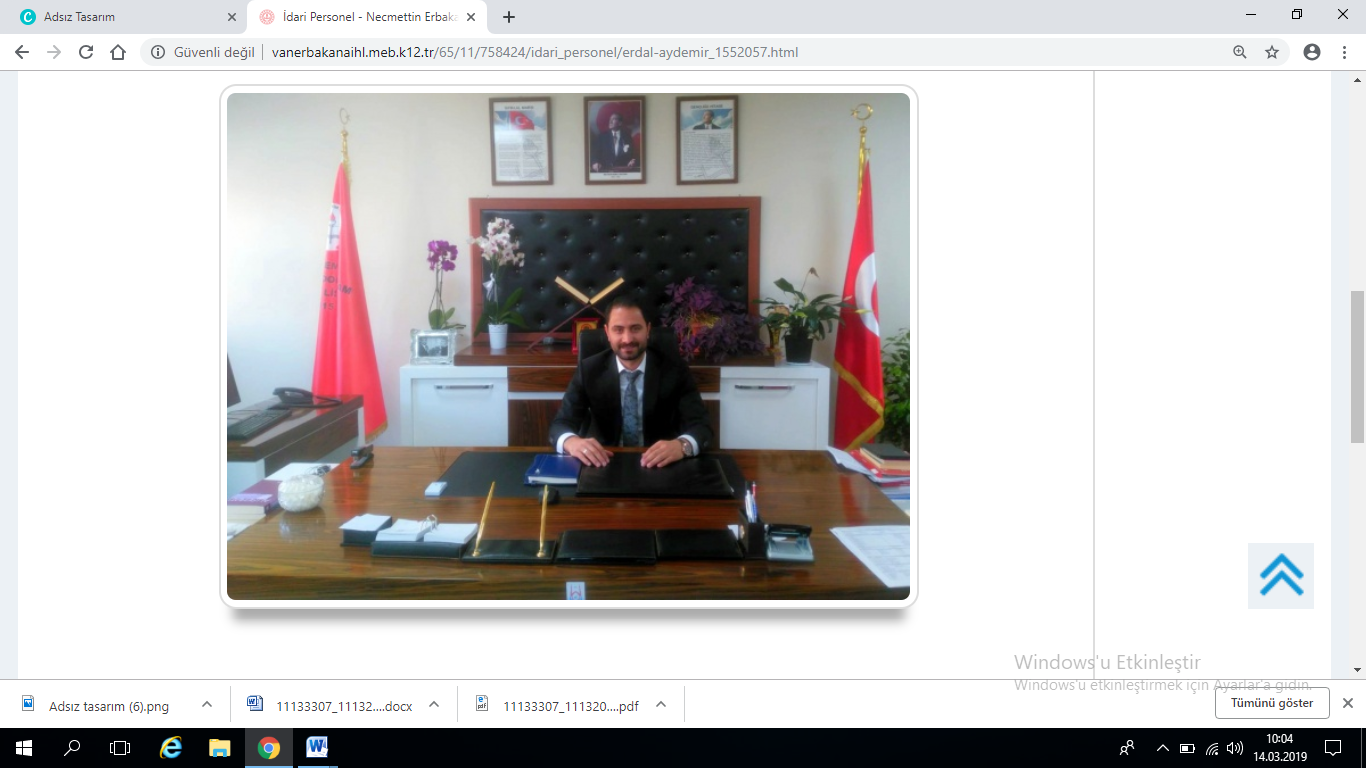 Adsız Tasarım
İdari Personel - Necmettin Erbaka
Güvenli değil
vanerbakanaihl.meb.k12.tr/65/11/758424/idari_personel/erdal-aydemir_1552057.html
Windows'u Etkinleştir
Windows'u etkinleştirmek için Ayarlar'a gidin.
Adsız tasarım (6).png
11133307_11132....docx
11133307_111320....pdf
Tümünü göster
10:04
14.03.2019